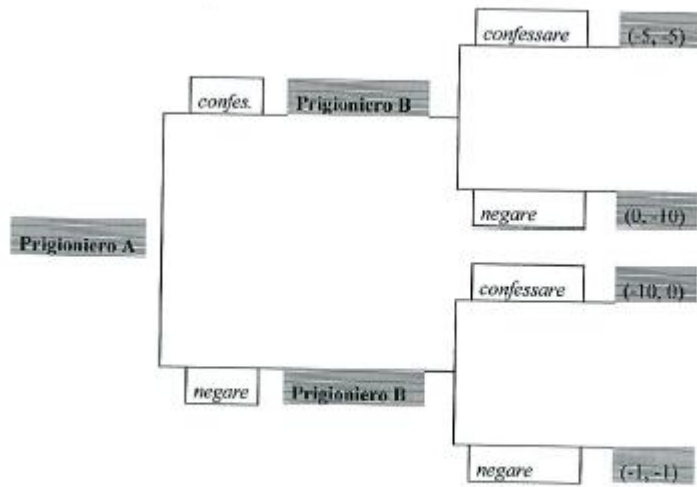 confessare (-5, -5)
confes. Prigioniero B
negare (0, -10)
Prigioniero A
confessare (-10, 0)
negare Prigioniero B
negare (-1, -1)